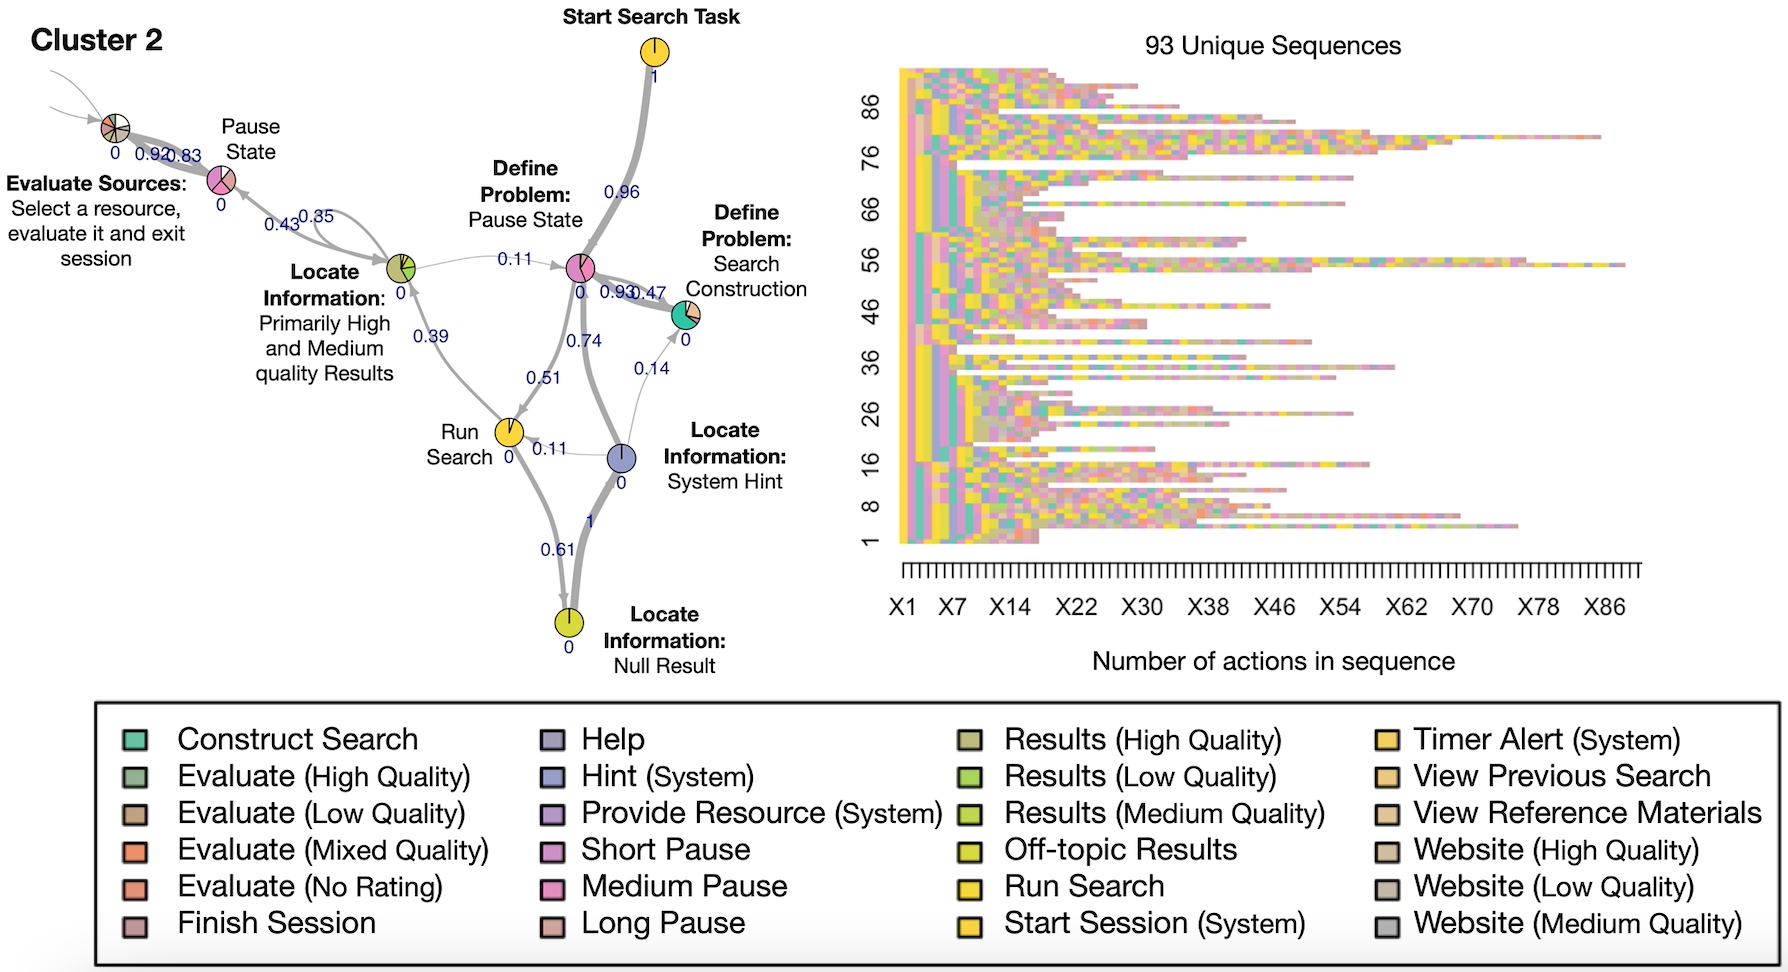 Cluster 2
Start Search Task
1
0
0.92
0.83
Pause
State
0
Evaluate Sources:
Select a resource,
evaluate it and exit
session
0.43
0.35
Locate
Information:
Primarily High
and Medium
quality Results
0
0.11
Define
Problem:
Pause State
0.96
0
0.93
0.47
Define
Problem:
Search
Construction
0
0.39
0.74
0.51
0.14
Run
Search
0
0.11
Locate
Information:
System Hint
0
1
0.61
Locate
Information:
Null Result
0
93 Unique Sequences
86
76
66
56
46
36
26
16
8
1
X1 X7 X14 X22 X30 X38 X46 X54 X62 X70 X78 X86
Number of actions in sequence
Construct Search
Evaluate (High Quality)
Evaluate (Low Quality)
Evaluate (Mixed Quality)
Evaluate (No Rating)
Finish Session
Help
Hint (System)
Provide Resource (System)
Short Pause
Medium Pause
Long Pause
Results (High Quality)
Results (Low Quality)
Results (Medium Quality)
Off-topic Results
Run Search
Start Session (System)
Timer Alert (System)
View Previous Search
View Reference Materials
Website (High Quality)
Website (Low Quality)
Website (Medium Quality)